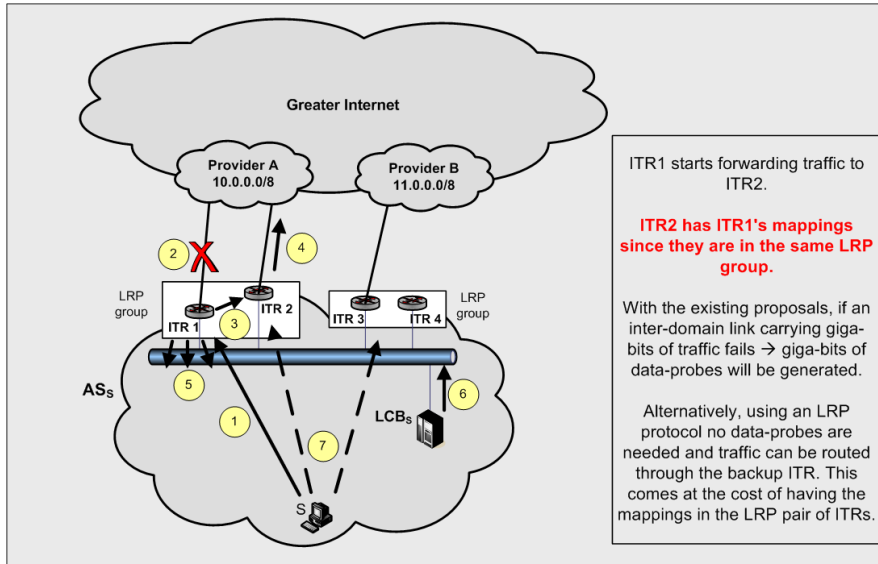 Greater Internet
Provider A
10.0.0.0/8
Provider B
11.0.0.0/8
2
4
LRP
group
ITR 1
ITR 2
3
ITR 3
ITR 4
LRP
group
5
AS_S
1
7
LCB_S
6
S
ITR1 starts forwarding traffic to
ITR2.
ITR2 has ITR1's mappings
since they are in the same LRP
group.
With the existing proposals, if an
inter-domain link carrying giga-
bits of traffic fails → giga-bits of
data-probes will be generated.
Alternatively, using an LRP
protocol no data-probes are
needed and traffic can be routed
through the backup ITR. This
comes at the cost of having the
mappings in the LRP pair of ITRs.